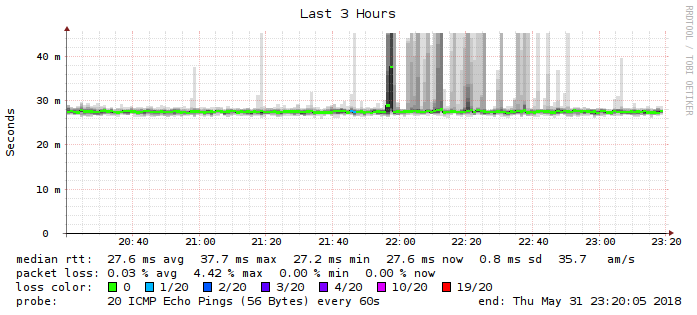 Last 3 Hours
RRDTOOL / TOBI OETIKER
Seconds
40 m
30 m
20 m
10 m
0
20:40 21:00 21:20 21:40 22:00 22:20 22:40 23:00 23:20
median rtt: 27.6 ms avg 37.7 ms max 27.2 ms min 27.6 ms now 0.8 ms sd 35.7 am/s
packet loss: 0.03 % avg 4.42 % max 0.00 % min 0.00 % now
loss color: 0 1/20 2/20 3/20 4/20 10/20 19/20
probe: 20 ICMP Echo Pings (56 Bytes) every 60s end: Thu May 31 23:20:05 2018